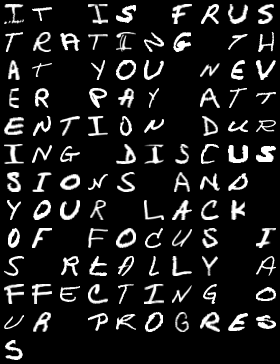 IT IS FRUS
TRATING TH
AT YOU NEV
ER PAY ATT
ENTION DUR
ING DISCUS
SIONS AND
YOUR LACK
OF FOCUS I
S REALLY A
FFECTING O
UR PROGRES
S